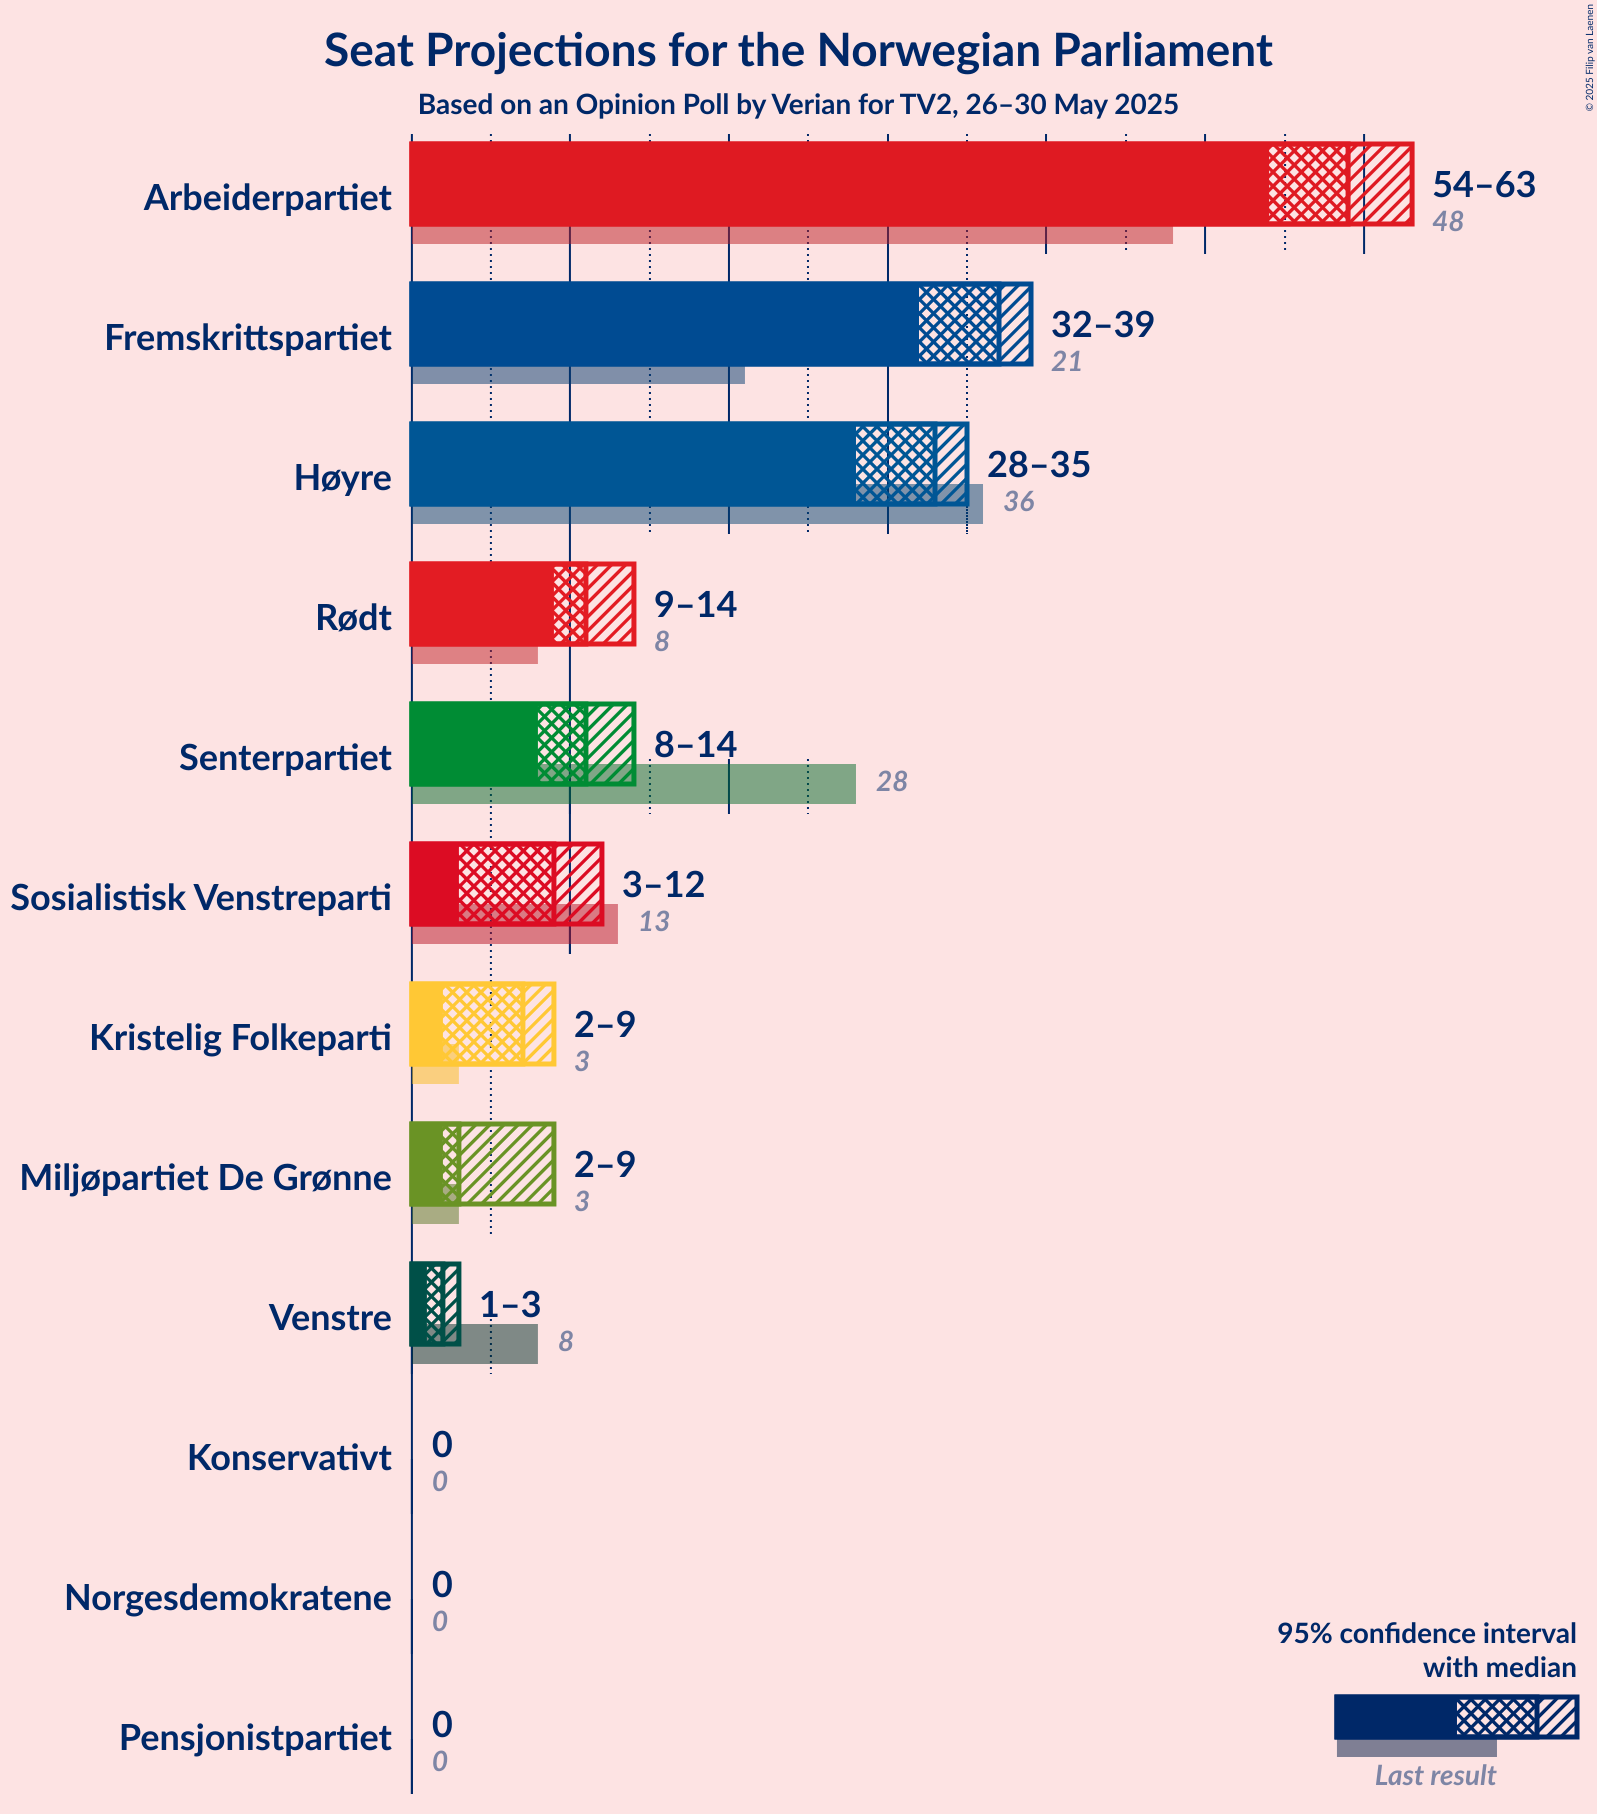 Seat Projections for the Norwegian Parliament
Based on an Opinion Poll by Verian for TV2, 26–30 May 2025
© 2025 Filip van Laenen
Arbeiderpartiet
54–63
48
Fremskrittspartiet
32–39
21
Høyre
28–35
36
Rødt
9–14
8
Senterpartiet
8–14
28
Sosialistisk Venstreparti
3–12
13
Kristelig Folkeparti
2–9
3
Miljøpartiet De Grønne
2–9
3
Venstre
1–3
8
Konservativt
0
0
Norgesdemokratene
0
0
Pensjonistpartiet
0
0
95% confidence interval
with median
Last result